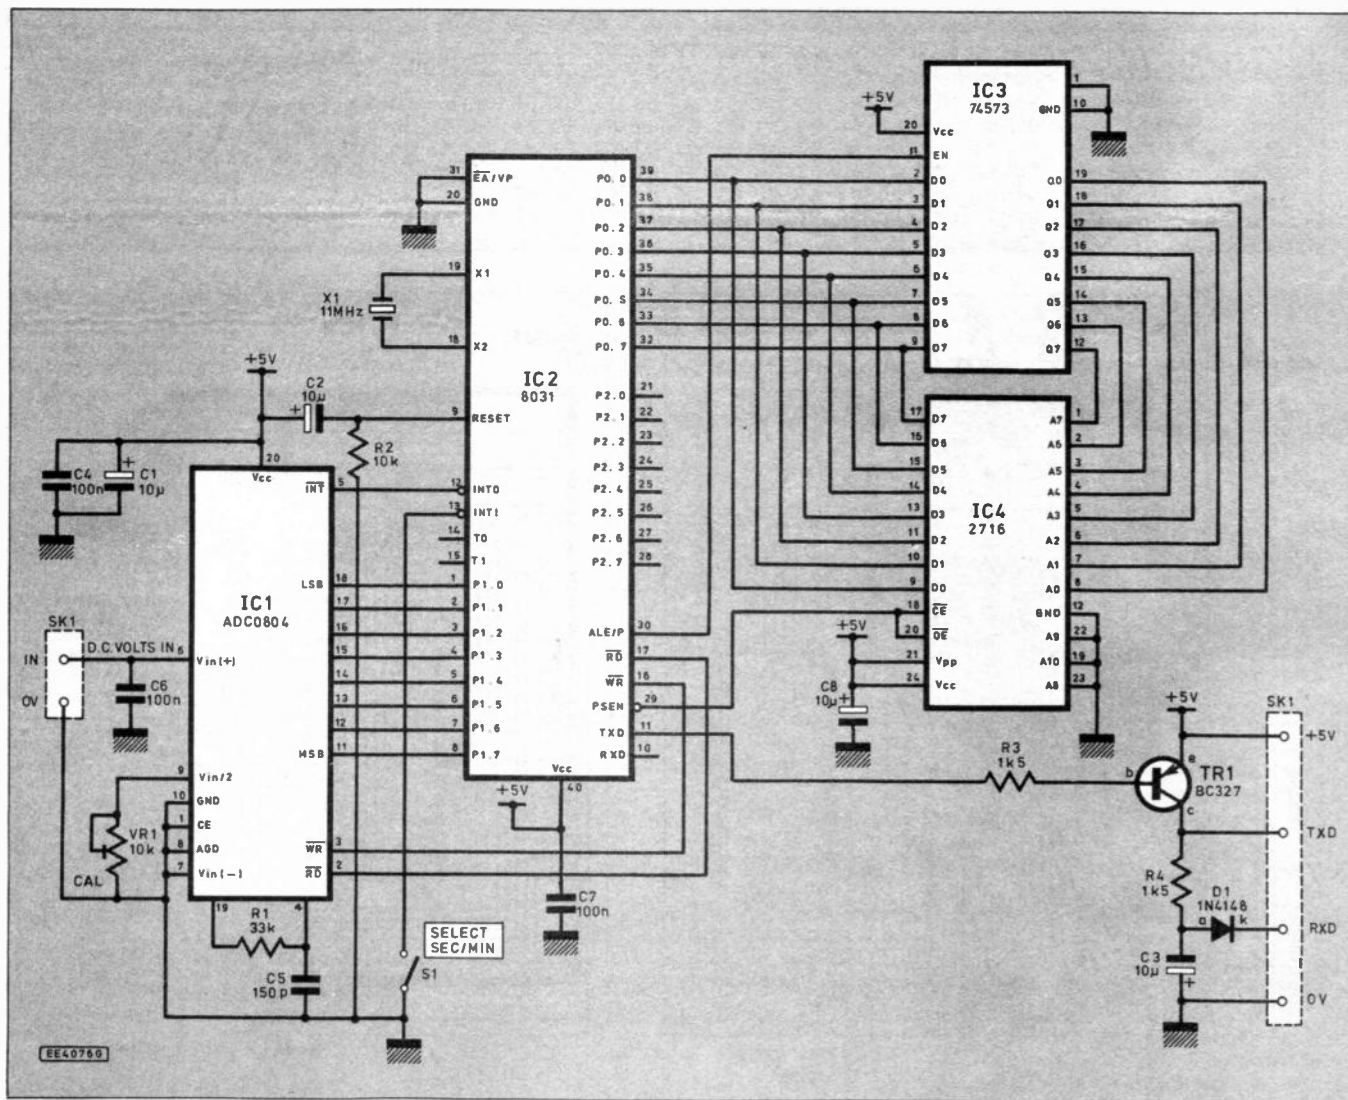 IC3
74573
+5V
20
Vcc
1
GND
10
11
EN
2
D0
3
D1
4
D2
5
D3
6
D4
7
D5
8
D6
9
D7
Q0
19
Q1
18
Q2
17
Q3
16
Q4
15
Q5
14
Q6
13
Q7
12
IC2
8031
31
EA/VP
20
GND
19
X1
18
X2
X1
11MHz
9
RESET
12
INT0
13
INT1
14
T0
15
T1
1
P1.0
2
P1.1
3
P1.2
4
P1.3
5
P1.4
6
P1.5
7
P1.6
8
P1.7
P0.0
39
P0.1
38
P0.2
37
P0.3
36
P0.4
35
P0.5
34
P0.6
33
P0.7
32
P2.0
21
P2.1
22
P2.2
23
P2.3
24
P2.4
25
P2.5
26
P2.6
27
P2.7
28
ALE/P
30
RD
17
WR
16
PSEN
29
TXD
11
RXD
10
Vcc
40
+5V
C7
100n
IC4
2716
17
D7
16
D6
15
D5
14
D4
13
D3
11
D2
10
D1
9
D0
18
CE
20
OE
21
Vpp
24
Vcc
A7
1
A6
2
A5
3
A4
4
A3
5
A2
6
A1
7
A0
8
GND
12
A9
22
A10
19
A8
23
+5V
C8
10µ
+
+5V
C2
10µ
+
R2
10k
C4
100n
C1
10µ
+
IC1
ADC0804
20
Vcc
INT
5
LSB
18
17
16
15
14
13
12
MSB
11
WR
3
RD
2
SK1
IN
0V
D.C.VOLTS IN
6
Vin(+)
C6
100n
9
Vin/2
10
GND
1
CE
8
AGD
7
Vin(-)
VR1
10k
CAL
19
R1
33k
4
C5
150p
SELECT
SEC/MIN
S1
R3
1k5
+5V
b
e
c
TR1
BC327
R4
1k5
D1
1N4148
a
k
C3
10µ
+
SK1
+5V
TXD
RXD
0V
EE4076G